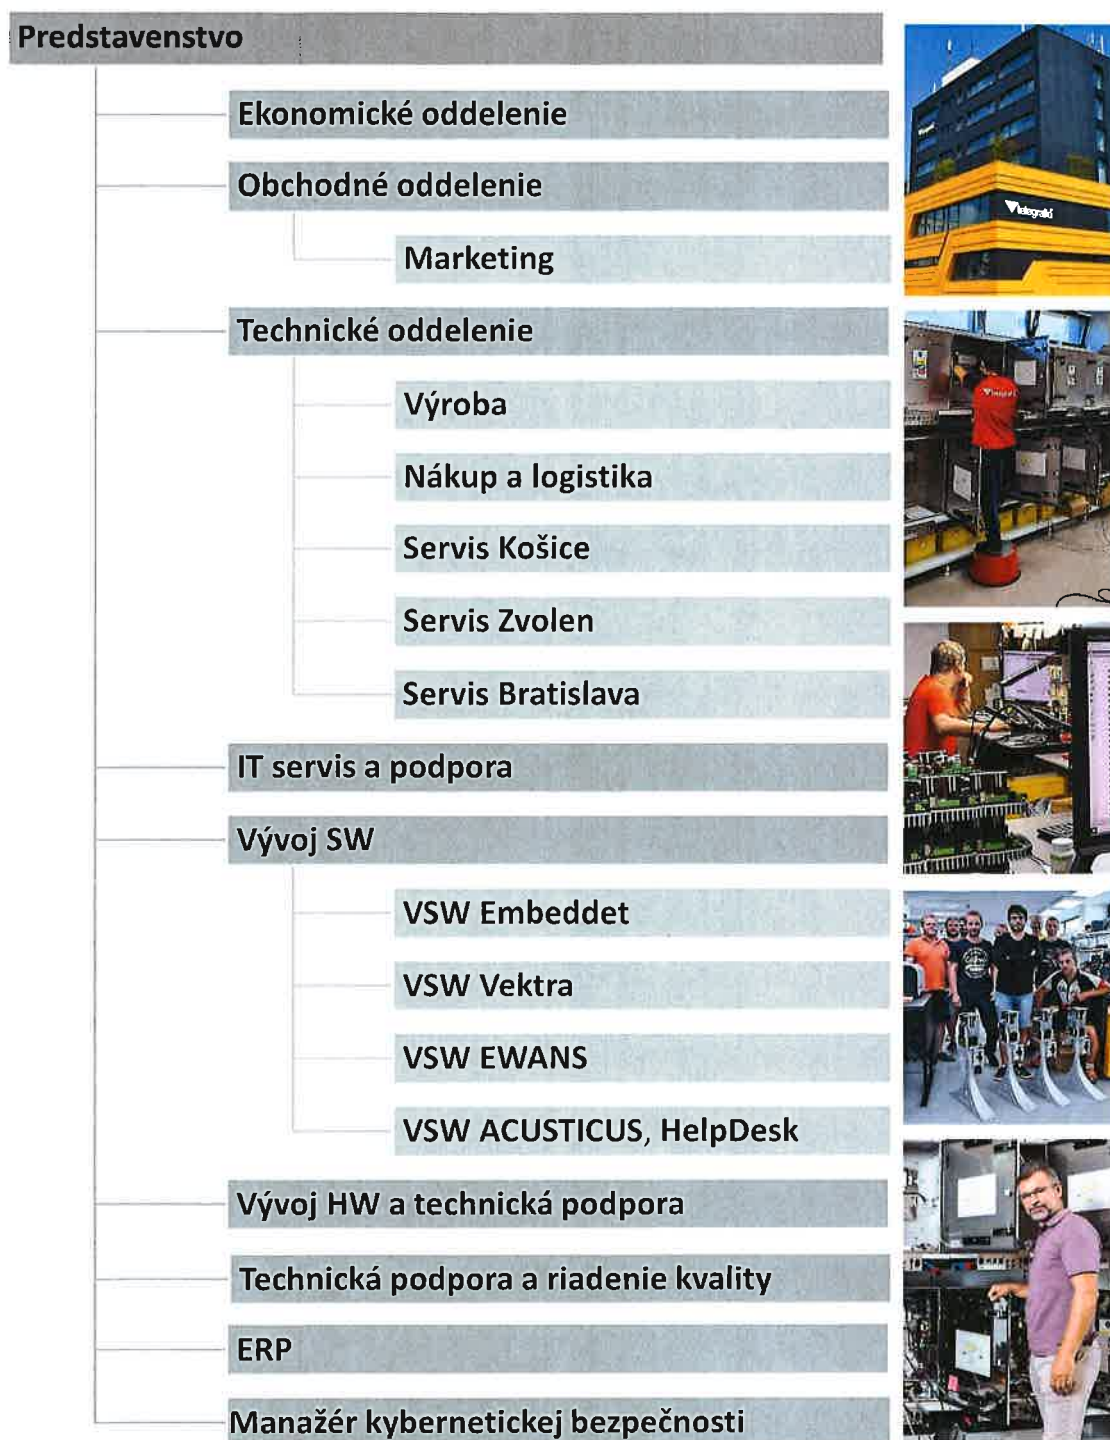 Predstavenstvo
Ekonomické oddelenie
Obchodné oddelenie
Marketing
Technické oddelenie
Výroba
Nákup a logistika
Servis Košice
Servis Zvolen
Servis Bratislava
IT servis a podpora
Vývoj SW
VSW Embeddet
VSW Vektra
VSW EWANS
VSW ACUSTICUS, HelpDesk
Vývoj HW a technická podpora
Technická podpora a riadenie kvality
ERP
Manažér kybernetickej bezpečnosti